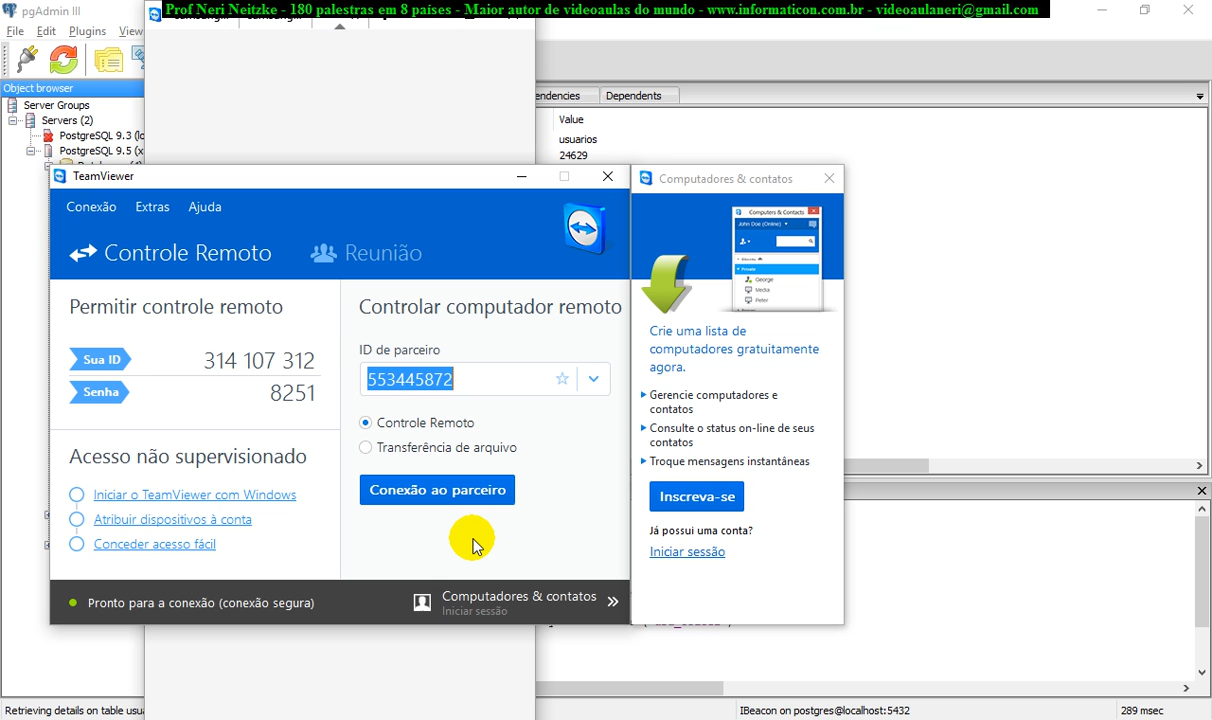 pgAdmin III
Prof Neri Neitzke - 180 palestras em 8 países - Maior autor de videoaulas do mundo - www.informaticon.com.br - videoaulaneri@gmail.com
File Edit Plugins View
Object browser
Server Groups
Servers (2)
PostgreSQL 9.3 (lo
PostgreSQL 9.5 (x
endencies Dependents
Value
usuarios
24629
TeamViewer
Conexão Extras Ajuda
Controle Remoto Reunião
Permitir controle remoto
Sua ID 314 107 312
Senha 8251
Acesso não supervisionado
Iniciar o TeamViewer com Windows
Atribuir dispositivos à conta
Conceder acesso fácil
Controlar computador remoto
ID de parceiro
553445872
Controle Remoto
Transferência de arquivo
Conexão ao parceiro
Pronto para a conexão (conexão segura)
Computadores & contatos
Iniciar sessão
Computadores & contatos
Computers & Contacts
John Doe (Online)
Private
George
Media
Peter
Crie uma lista de
computadores gratuitamente
agora.
Gerencie computadores e
contatos
Consulte o status on-line de seus
contatos
Troque mensagens instantâneas
Inscreva-se
Já possui uma conta?
Iniciar sessão
Retrieving details on table usua
IBeacon on postgres@localhost:5432
289 msec